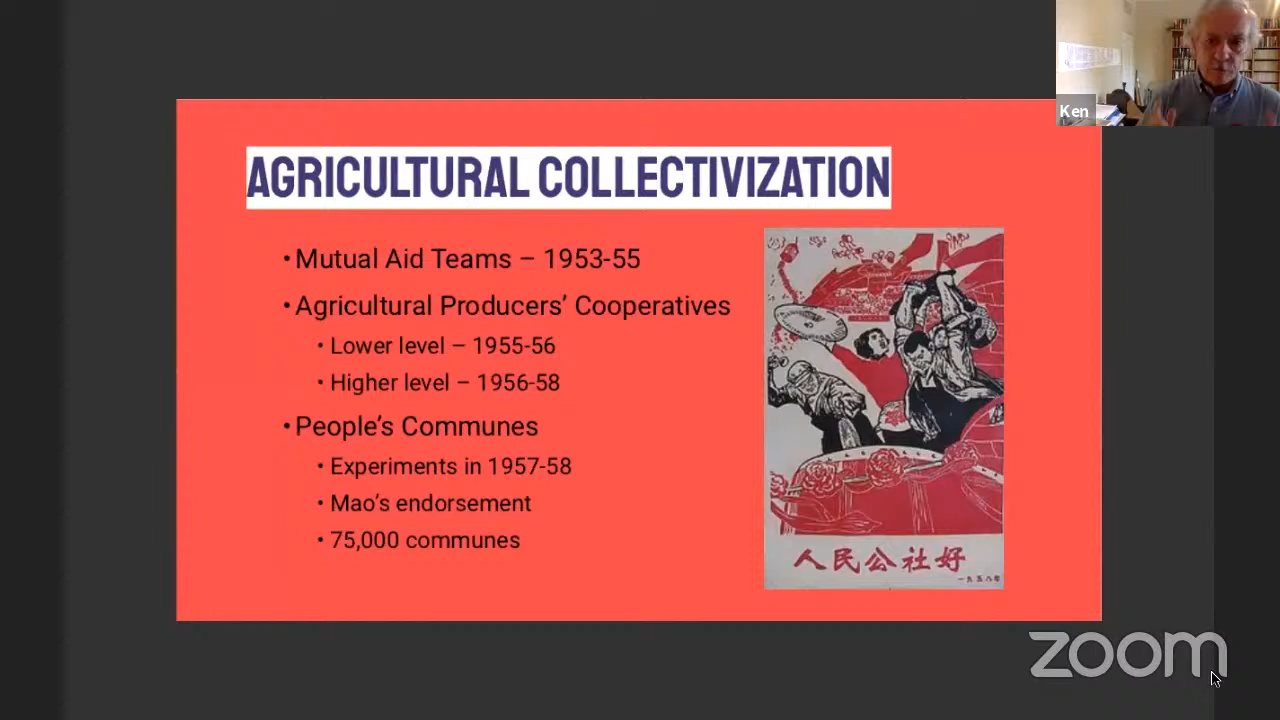 Ken
AGRICULTURAL COLLECTIVIZATION
•Mutual Aid Teams – 1953-55
•Agricultural Producers’ Cooperatives
• Lower level – 1955-56
• Higher level – 1956-58
•People’s Communes
• Experiments in 1957-58
• Mao’s endorsement
• 75,000 communes
人民公社好
一九五八年
zoom